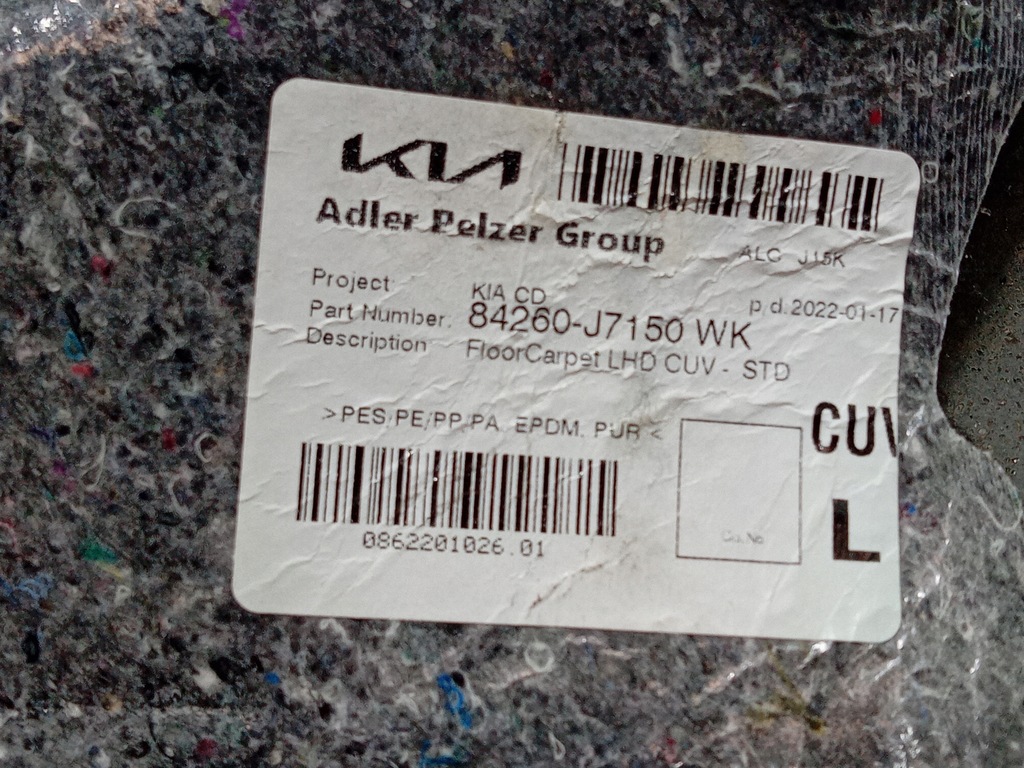 KIA
Adler Pelzer Group
ALC J15K
Project: KIA CD
p.d. 2022-01-17
Part Number: 84260-J7150 WK
Description FloorCarpet LHD CUV - STD
>PES/PE/PP/PA, EPDM, PUR<
CUV
L
0862201026.01